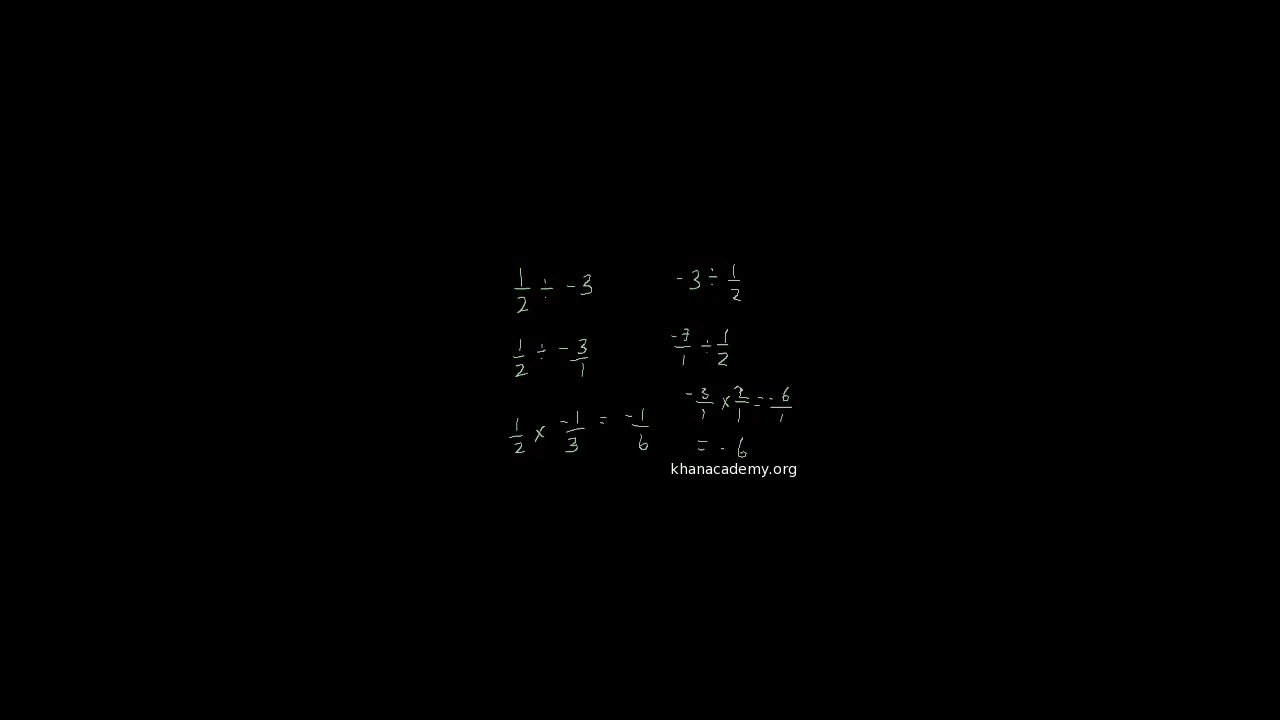 1/2 ÷ -3
1/2 ÷ -3/1
1/2 × -1/3 = -1/6
-3 ÷ 1/2
-3/1 ÷ 1/2
-3/1 × 2/1 = -6/1
= -6
khanacademy.org